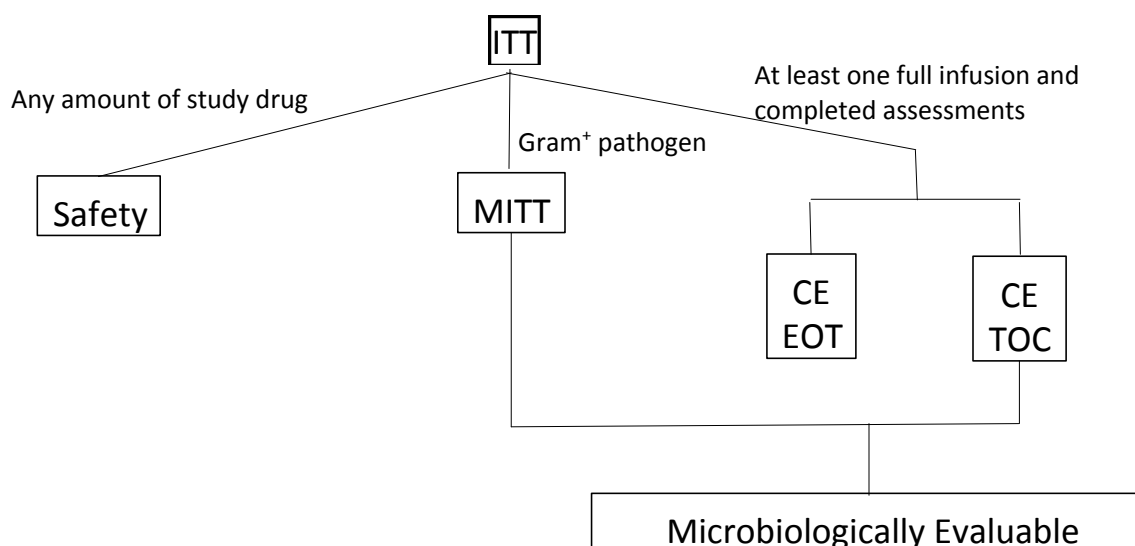 ITT
Any amount of study drug
At least one full infusion and
completed assessments
Gram⁺ pathogen
Safety
MITT
CE
EOT
CE
TOC
Microbiologically Evaluable